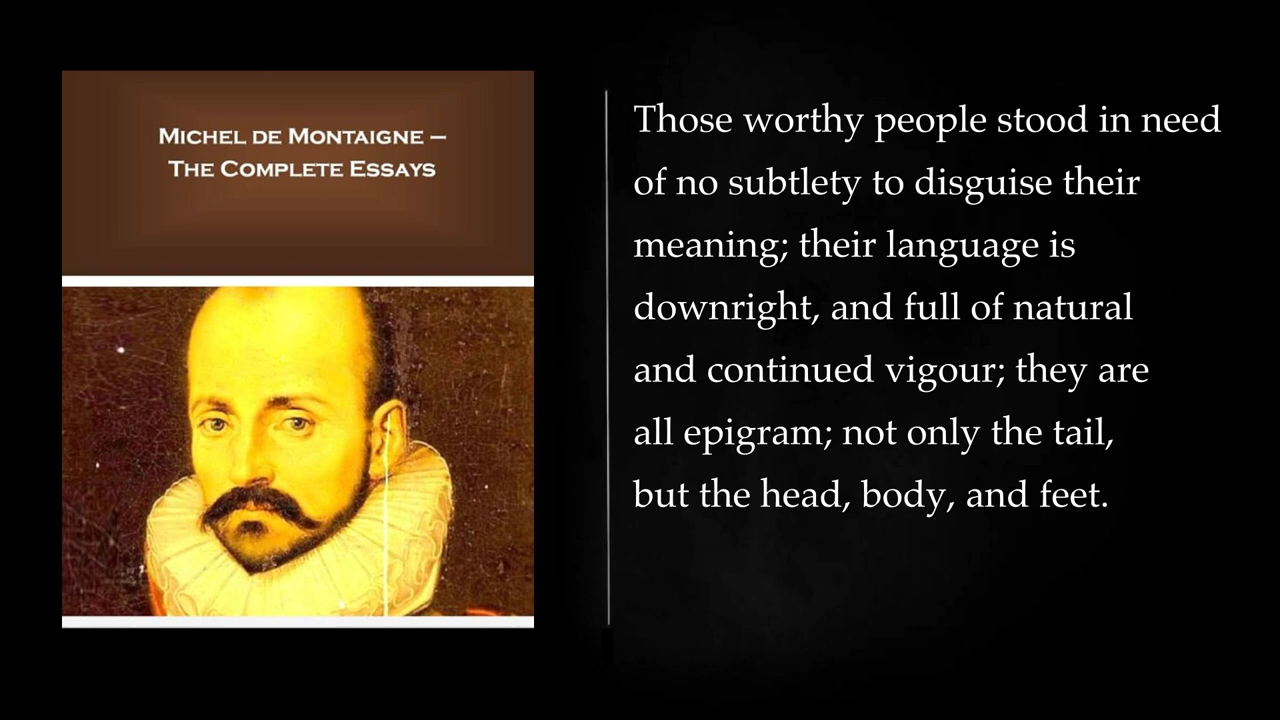 Michel de Montaigne –
The Complete Essays
Those worthy people stood in need
of no subtlety to disguise their
meaning; their language is
downright, and full of natural
and continued vigour; they are
all epigram; not only the tail,
but the head, body, and feet.